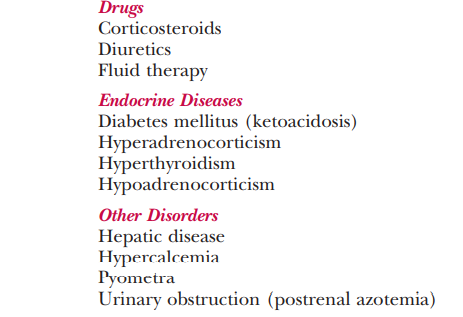 Drugs
Corticosteroids
Diuretics
Fluid therapy
Endocrine Diseases
Diabetes mellitus (ketoacidosis)
Hyperadrenocorticism
Hyperthyroidism
Hypoadrenocorticism
Other Disorders
Hepatic disease
Hypercalcemia
Pyometra
Urinary obstruction (postrenal azotemia)